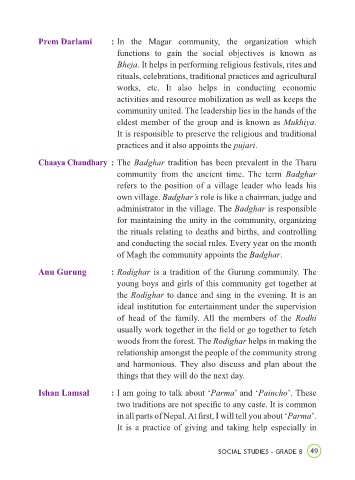 Prem Darlami : In the Magar community, the organization which
functions to gain the social objectives is known as
Bheja. It helps in performing religious festivals, rites and
rituals, celebrations, traditional practices and agricultural
works, etc. It also helps in conducting economic
activities and resource mobilization as well as keeps the
community united. The leadership lies in the hands of the
eldest member of the group and is known as Mukhiya.
It is responsible to preserve the religious and traditional
practices and it also appoints the pujari.
Chaaya Chaudhary : The Badghar tradition has been prevalent in the Tharu
community from the ancient time. The term Badghar
refers to the position of a village leader who leads his
own village. Badghar's role is like a chairman, judge and
administrator in the village. The Badghar is responsible
for maintaining the unity in the community, organizing
the rituals relating to deaths and births, and controlling
and conducting the social rules. Every year on the month
of Magh the community appoints the Badghar.
Anu Gurung : Rodighar is a tradition of the Gurung community. The
young boys and girls of this community get together at
the Rodighar to dance and sing in the evening. It is an
ideal institution for entertainment under the supervision
of head of the family. All the members of the Rodhi
usually work together in the field or go together to fetch
woods from the forest. The Rodighar helps in making the
relationship amongst the people of the community strong
and harmonious. They also discuss and plan about the
things that they will do the next day.
Ishan Lamsal : I am going to talk about ‘Parma’ and ‘Paincho’. These
two traditions are not specific to any caste. It is common
in all parts of Nepal. At first, I will tell you about ‘Parma’.
It is a practice of giving and taking help especially in
SOCIAL STUDIES - GRADE 8 49